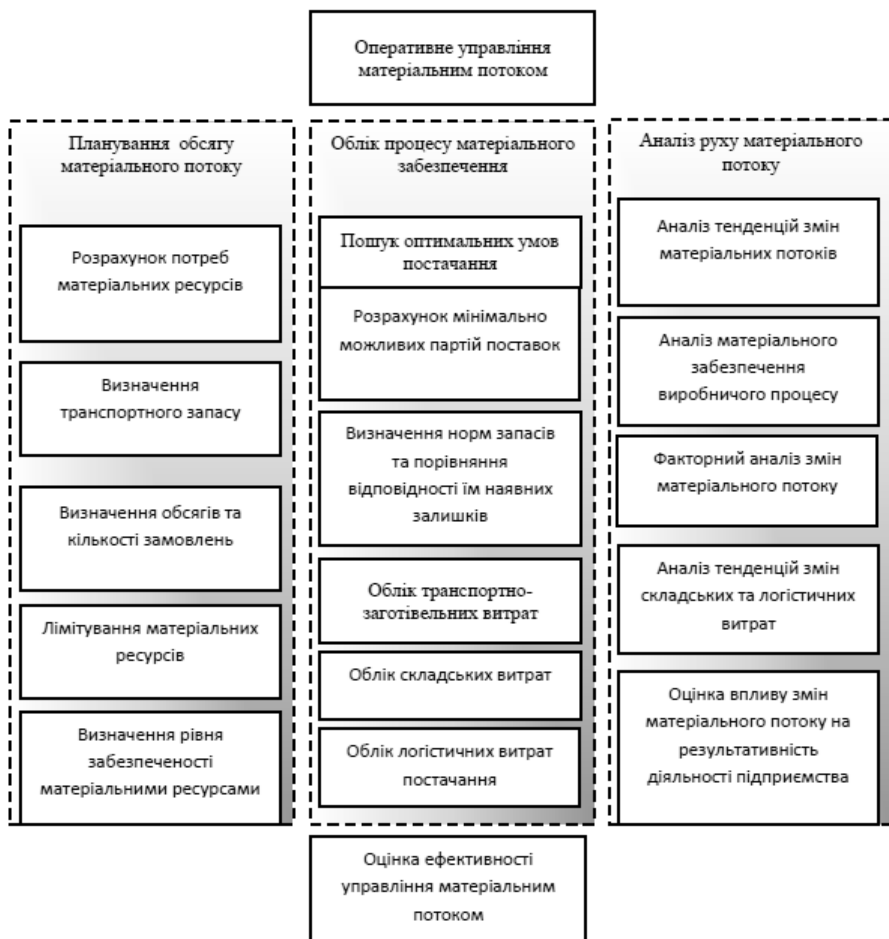 Оперативне управління
матеріальним потоком
Планування обсягу
матеріального потоку
Розрахунок потреб
матеріальних ресурсів
Визначення
транспортного запасу
Визначення обсягів та
кількості замовлень
Лімітування матеріальних
ресурсів
Визначення рівня
забезпеченості
матеріальними ресурсами
Облік процесу матеріального
забезпечення
Пошук оптимальних умов
постачання
Розрахунок мінімально
можливих партій поставок
Визначення норм запасів
та порівняння
відповідності їм наявних
залишків
Облік транспортно-
заготівельних витрат
Облік складських витрат
Облік логістичних витрат
постачання
Аналіз руху матеріального
потоку
Аналіз тенденцій змін
матеріальних потоків
Аналіз матеріального
забезпечення
виробничого процесу
Факторний аналіз змін
матеріального потоку
Аналіз тенденцій змін
складських та логістичних
витрат
Оцінка впливу змін
матеріального потоку на
результативність
діяльності підприємства
Оцінка ефективності
управління матеріальним
потоком